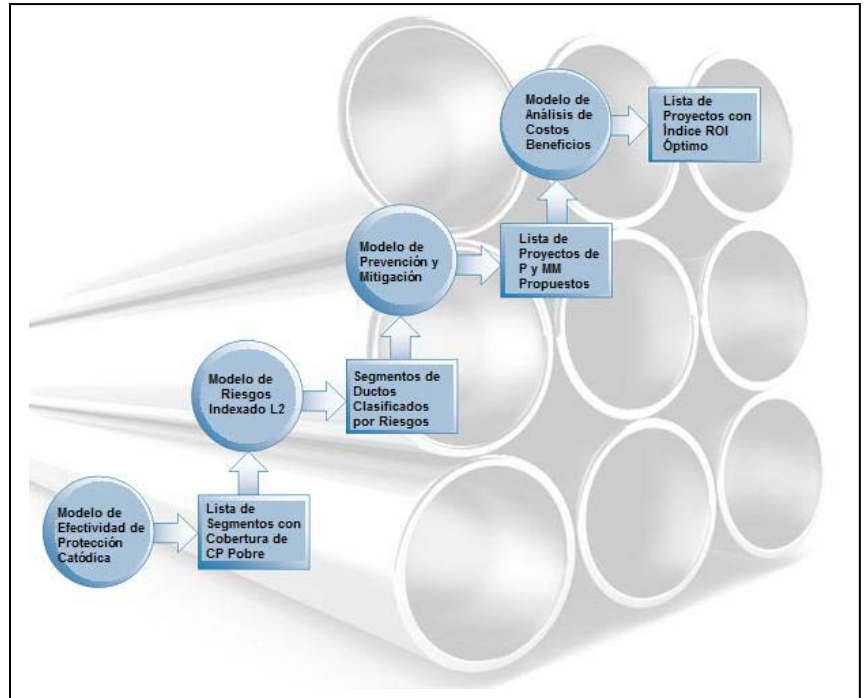 Modelo de
Análisis de
Costos
Beneficios
Lista de
Proyectos con
Índice ROI
Óptimo
Modelo de
Prevención y
Mitigación
Lista de
Proyectos de
P y MM
Propuestos
Modelo de
Riesgos
Indexado L2
Segmentos de
Ductos
Clasificados
por Riesgos
Modelo de
Efectividad de
Protección
Catódica
Lista de
Segmentos con
Cobertura de
CP Pobre